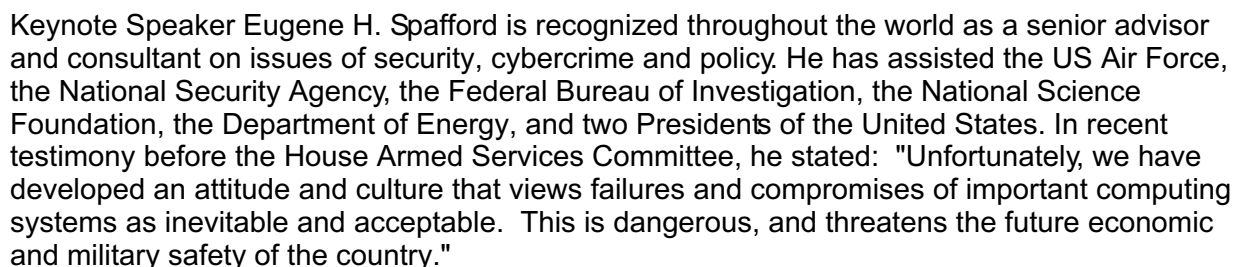 Keynote Speaker Eugene H. Spafford is recognized throughout the world as a senior advisor
and consultant on issues of security, cybercrime and policy. He has assisted the US Air Force,
the National Security Agency, the Federal Bureau of Investigation, the National Science
Foundation, the Department of Energy, and two Presidents of the United States. In recent
testimony before the House Armed Services Committee, he stated:  "Unfortunately, we have
developed an attitude and culture that views failures and compromises of important computing
systems as inevitable and acceptable.  This is dangerous, and threatens the future economic
and military safety of the country."